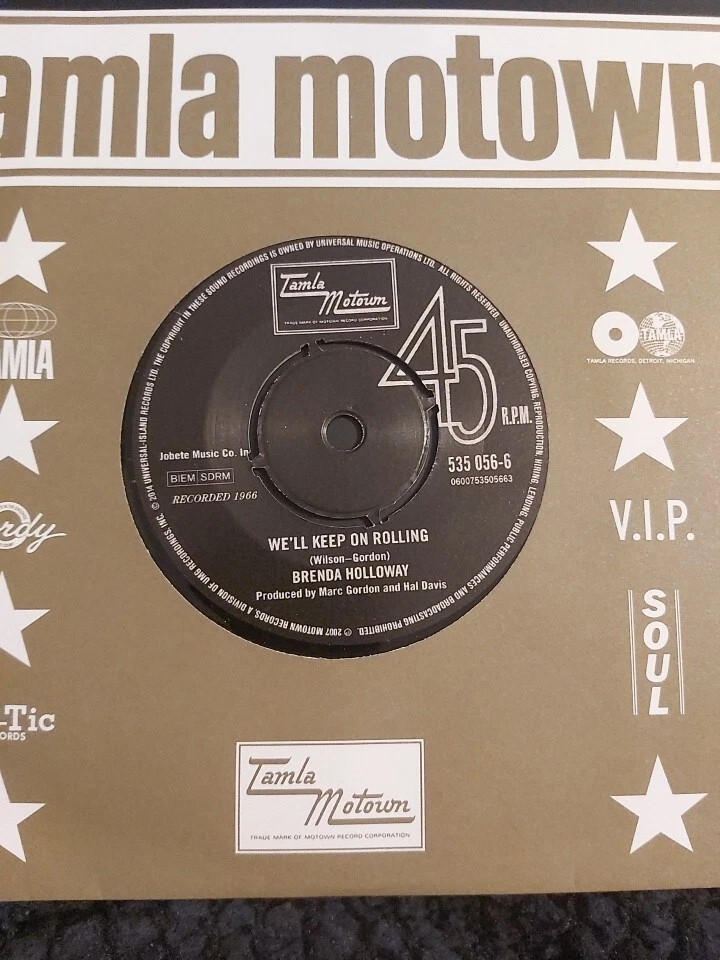 amla motown
© 2014 UNIVERSAL-ISLAND RECORDS LTD. THE COPYRIGHT IN THESE SOUND RECORDINGS IS OWNED BY UNIVERSAL MUSIC OPERATIONS LTD. ALL RIGHTS RESERVED. UNAUTHORISED COPYING, REPRODUCTION, HIRING, LENDING, PUBLIC PERFORMANCES AND BROADCASTING PROHIBITED. ℗ 2007 MOTOWN RECORDS, A DIVISION OF UMG RECORDINGS, INC.
Tamla
Motown
TRADE MARK OF MOTOWN RECORD CORPORATION
45
R.P.M.
Jobete Music Co. In
BIEM SDRM
RECORDED 1966
535 056-6
0600753505663
WE'LL KEEP ON ROLLING
(Wilson–Gordon)
BRENDA HOLLOWAY
Produced by Marc Gordon and Hal Davis
AMLA
TAMLA
TAMLA RECORDS, DETROIT, MICHIGAN
rdy
V.I.P.
SOUL
-Tic
ORDS
Tamla
Motown
TRADE MARK OF MOTOWN RECORD CORPORATION